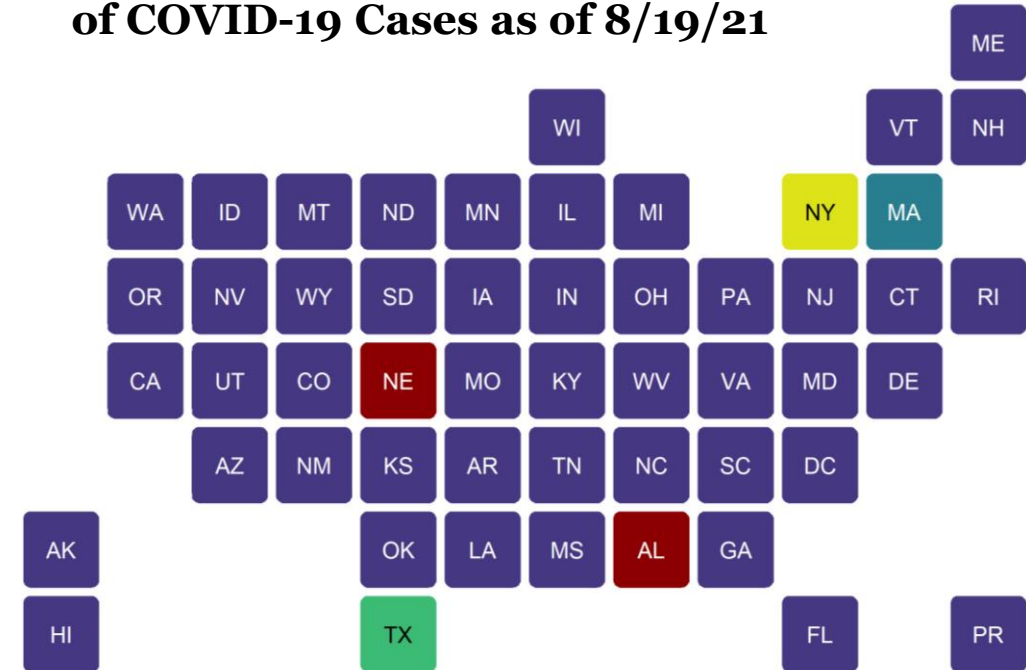 of COVID-19 Cases as of 8/19/21
ME
WI VT NH
WA ID MT ND MN IL MI NY MA
OR NV WY SD IA IN OH PA NJ CT RI
CA UT CO NE MO KY WV VA MD DE
AZ NM KS AR TN NC SC DC
AK OK LA MS AL GA
HI TX FL PR